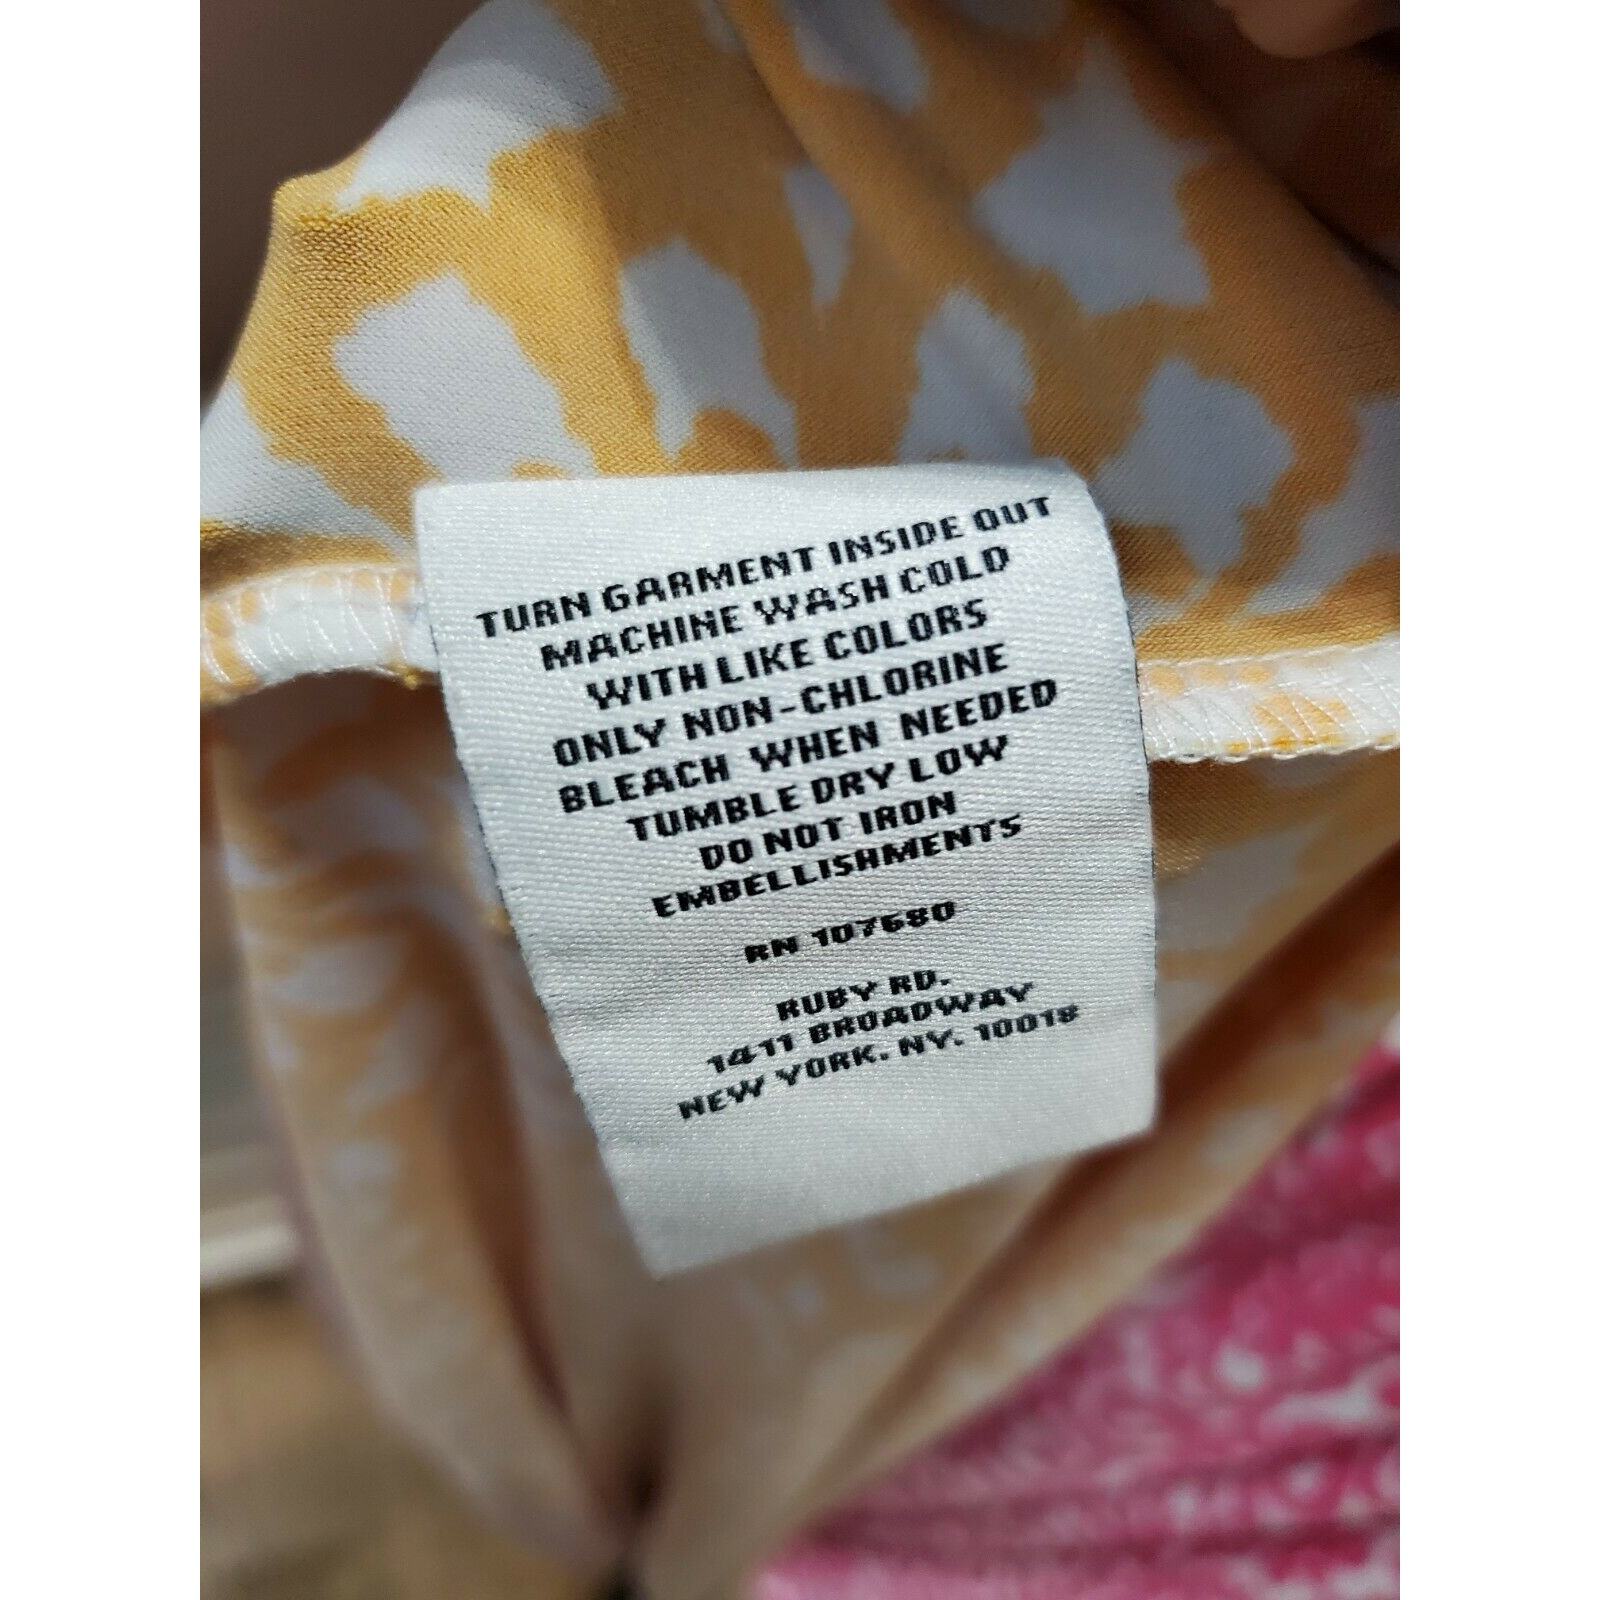 TURN GARMENT INSIDE OUT
MACHINE WASH COLD
WITH LIKE COLORS
ONLY NON-CHLORINE
BLEACH WHEN NEEDED
TUMBLE DRY LOW
DO NOT IRON
EMBELLISHMENTS
RN 107680
RUBY RD.
1411 BROADWAY
NEW YORK. NY. 10018